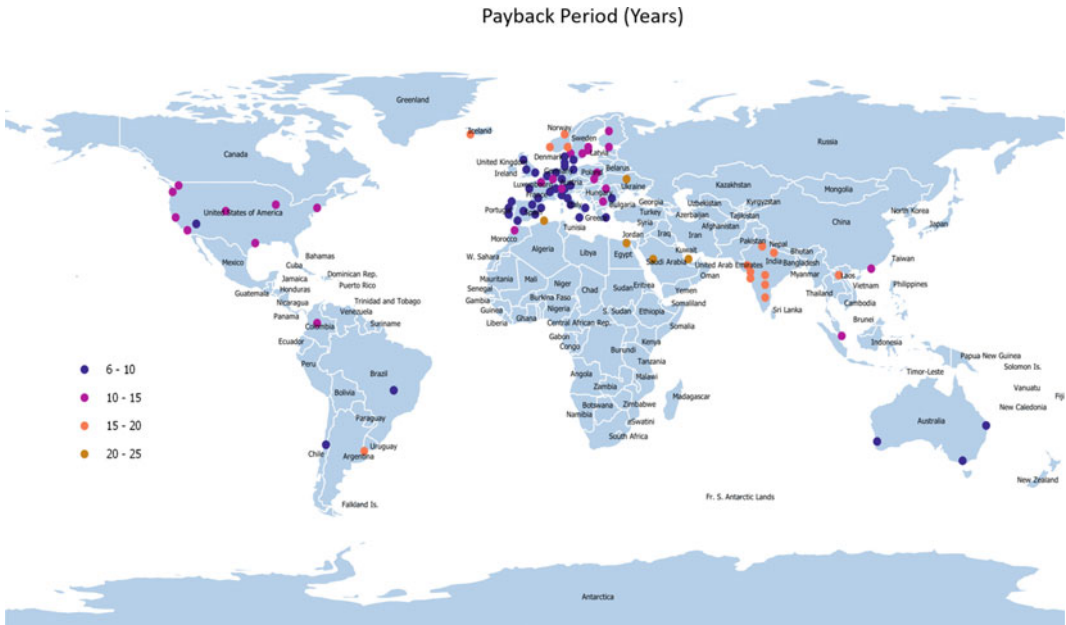 Payback Period (Years)
Greenland
Iceland
Norway
Sweden
Russia
Canada
United Kingdom
Denmark
Latvia
Ireland
Belarus
Poland
Luxembourg
Ukraine
Kazakhstan
Mongolia
Hungary
United States of America
Portugal
Bulgaria
Georgia
Uzbekistan
Kyrgyzstan
Greece
Turkey
Azerbaijan
Tajikistan
North Korea
Tunisia
Syria
China
Japan
Morocco
Jordan
Iraq
Iran
Afghanistan
Mexico
Bahamas
Algeria
Libya
Egypt
Kuwait
Pakistan
Nepal
Bhutan
Taiwan
Cuba
W. Sahara
Saudi Arabia
United Arab Emirates
India
Bangladesh
Jamaica
Dominican Rep.
Mauritania
Mali
Niger
Oman
Myanmar
Laos
Honduras
Puerto Rico
Senegal
Chad
Sudan
Eritrea
Yemen
Thailand
Vietnam
Philippines
Guatemala
Nicaragua
Trinidad and Tobago
Gambia
Burkina Faso
Somaliland
Cambodia
Panama
Venezuela
Guinea
Nigeria
S. Sudan
Ethiopia
Sri Lanka
Colombia
Suriname
Liberia
Ghana
Central African Rep.
Somalia
Brunei
Ecuador
Gabon
Kenya
Indonesia
Congo
Burundi
Papua New Guinea
Peru
Brazil
Tanzania
Timor-Leste
Solomon Is.
6 - 10
Angola
Malawi
Bolivia
Zambia
Vanuatu
Fiji
10 - 15
Madagascar
Botswana
Zimbabwe
New Caledonia
Paraguay
Namibia
eSwatini
Australia
15 - 20
South Africa
Uruguay
20 - 25
Chile
Argentina
New Zealand
Falkland Is.
Fr. S. Antarctic Lands
Antarctica